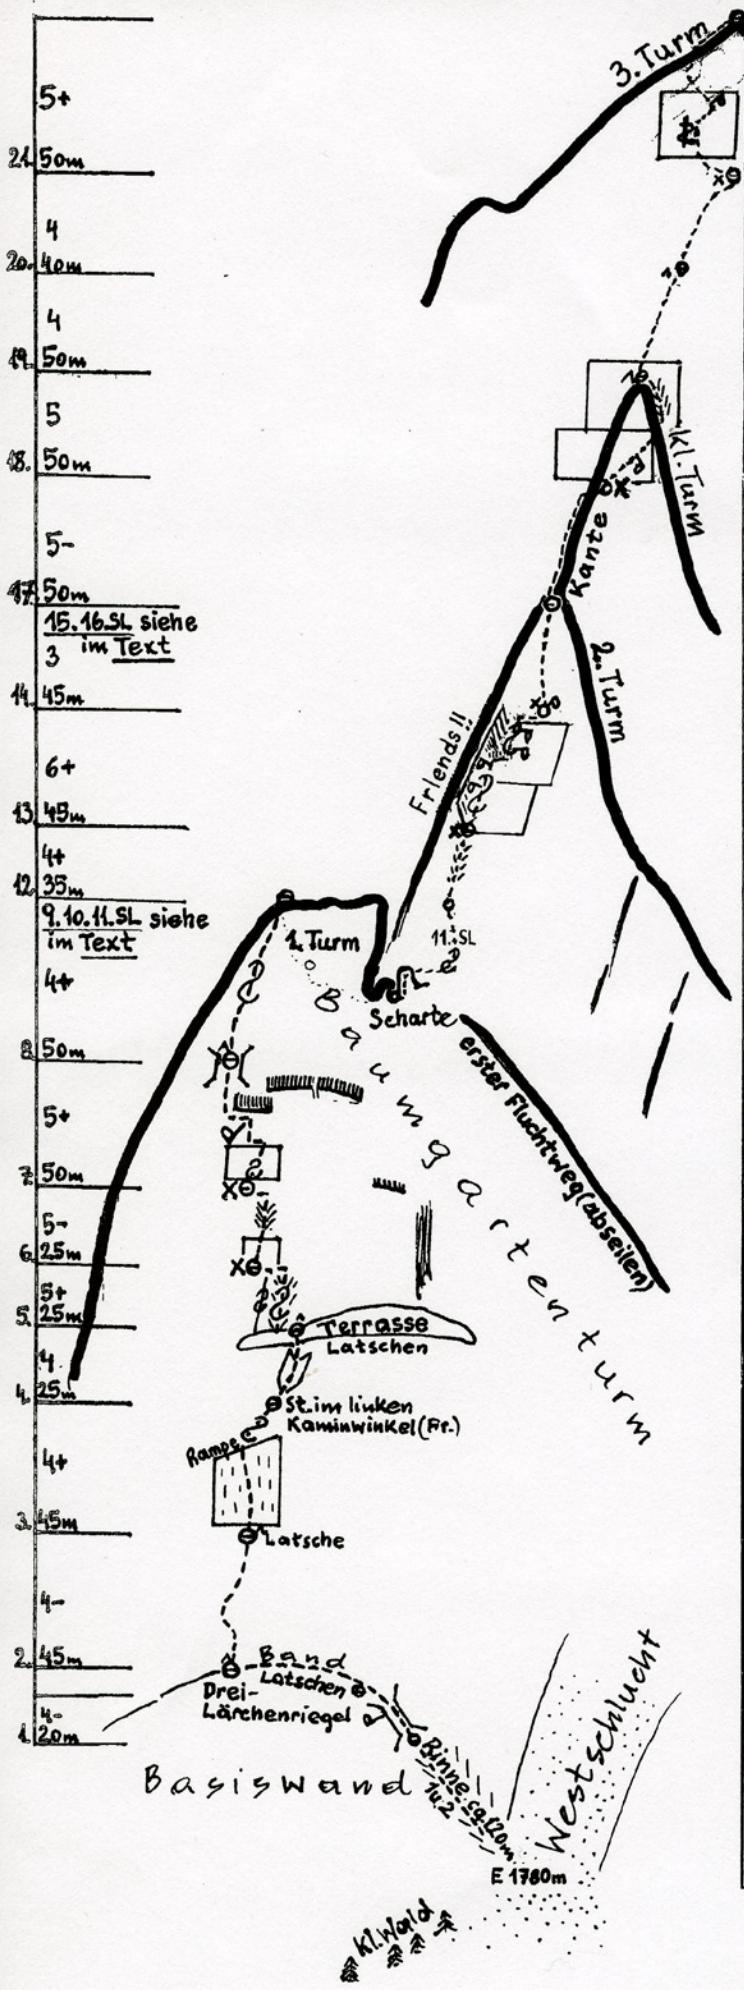 3. Turm
5+
21. 50m
4
20. 40m
4
19. 50m
5
18. 50m
kl. Turm
5-
Kante
17. 50m
15. 16. SL siehe
im Text
3
2. Turm
14. 45m
Friends!!
6+
13. 45m
4+
12. 35m
9. 10. 11. SL siehe
im Text
1. Turm
11. SL
4+
Scharte
Baumgartenturm
erster Fluchtweg (abseilen)
8. 50m
5+
7. 50m
5-
6. 25m
5+
5. 25m
Terrasse
Latschen
4
4. 25m
St. im linken
Kaminwinkel (Fr.)
Rampe
4+
3. 45m
Latsche
4-
2. 45m
Band
Latschen
Drei-
Lärchenriegel
4-
1. 20m
Rinne ca. 120m
1u.2
Westschlucht
Basiswand
E 1780m
Kl. Wald